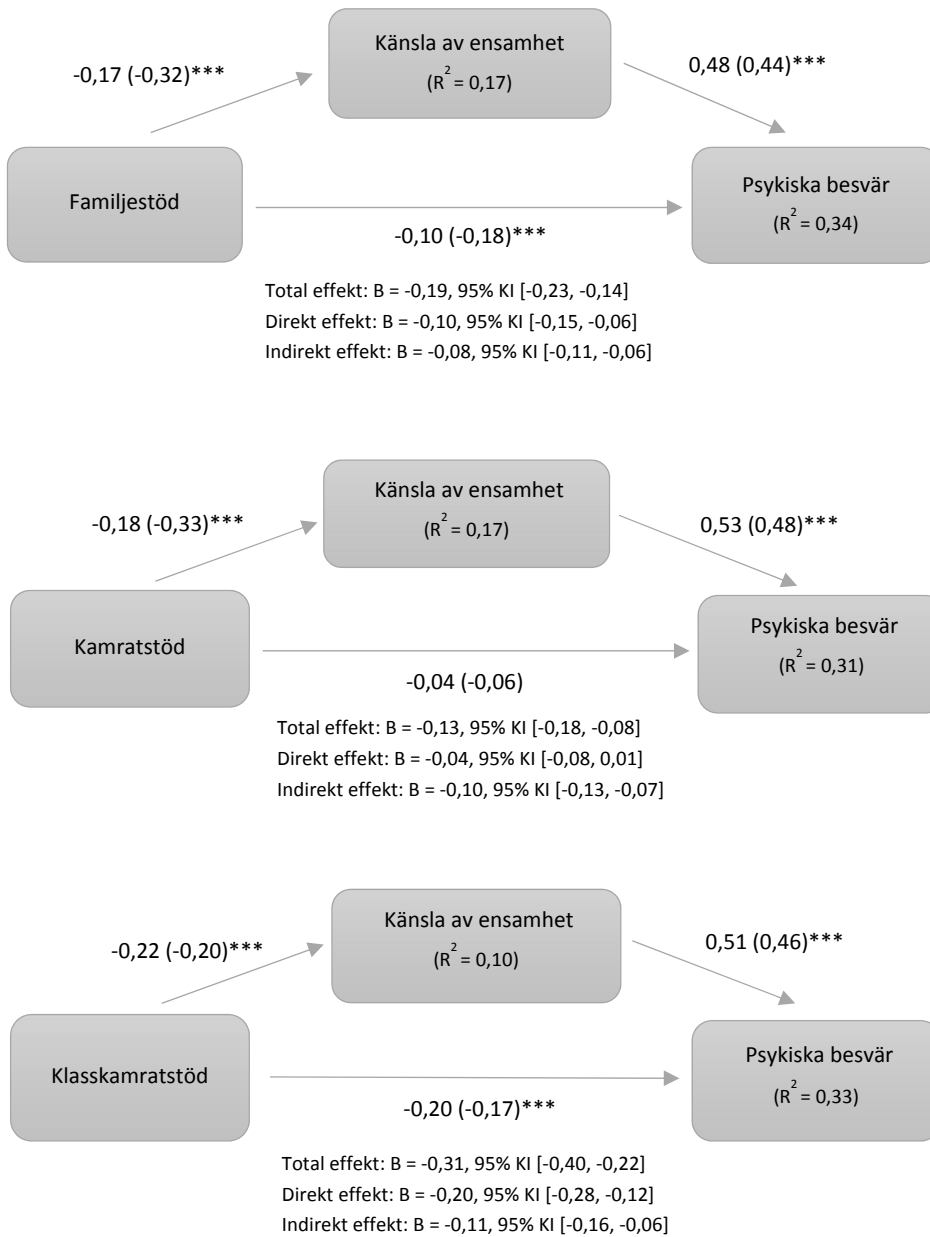 Känsla av ensamhet
(R² = 0,17)
-0,17 (-0,32)***
0,48 (0,44)***
Familjestöd
Psykiska besvär
(R² = 0,34)
-0,10 (-0,18)***
Total effekt: B = -0,19, 95% KI [-0,23, -0,14]
Direkt effekt: B = -0,10, 95% KI [-0,15, -0,06]
Indirekt effekt: B = -0,08, 95% KI [-0,11, -0,06]
Känsla av ensamhet
(R² = 0,17)
-0,18 (-0,33)***
0,53 (0,48)***
Kamratstöd
Psykiska besvär
(R² = 0,31)
-0,04 (-0,06)
Total effekt: B = -0,13, 95% KI [-0,18, -0,08]
Direkt effekt: B = -0,04, 95% KI [-0,08, 0,01]
Indirekt effekt: B = -0,10, 95% KI [-0,13, -0,07]
Känsla av ensamhet
(R² = 0,10)
-0,22 (-0,20)***
0,51 (0,46)***
Klasskamratstöd
Psykiska besvär
(R² = 0,33)
-0,20 (-0,17)***
Total effekt: B = -0,31, 95% KI [-0,40, -0,22]
Direkt effekt: B = -0,20, 95% KI [-0,28, -0,12]
Indirekt effekt: B = -0,11, 95% KI [-0,16, -0,06]